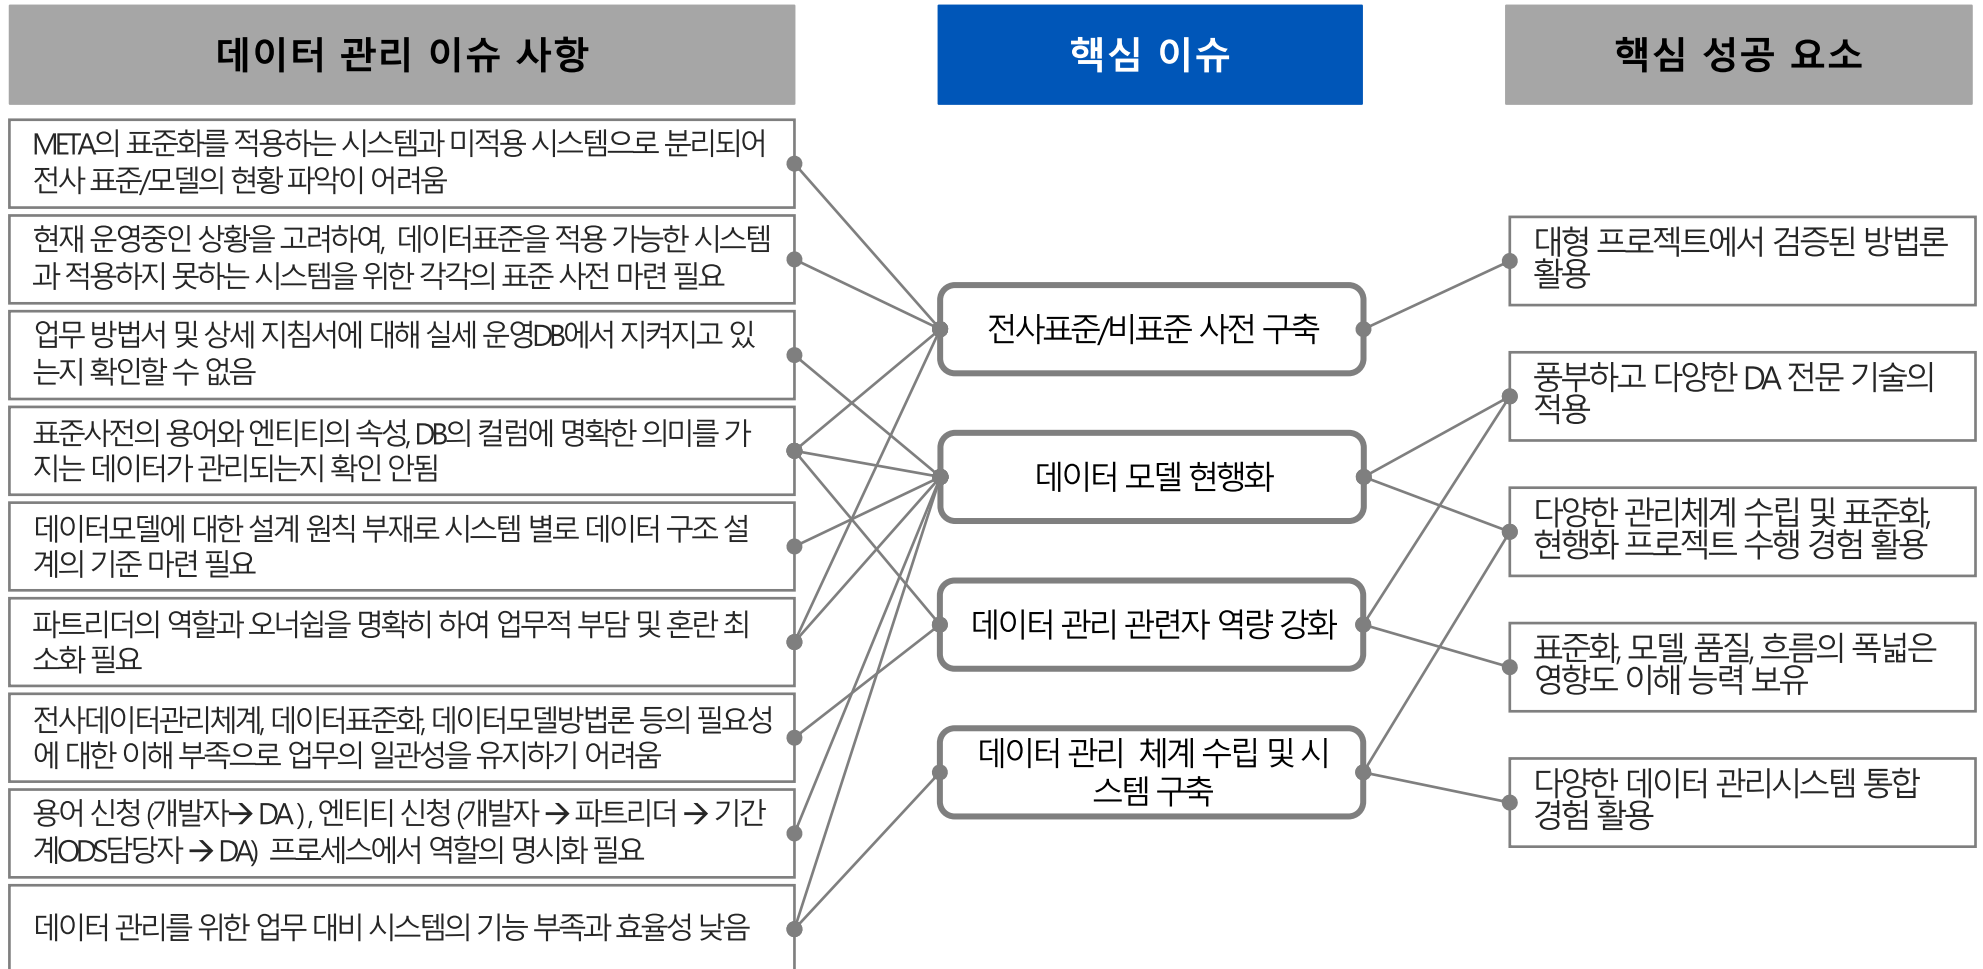 데이터 관리 이슈 사항
META의 표준화를 적용하는 시스템과 미적용 시스템으로 분리되어
전사 표준/모델의 현황 파악이 어려움
현재 운영중인 상황을 고려하여, 데이터표준을 적용 가능한 시스템
과 적용하지 못하는 시스템을 위한 각각의 표준 사전 마련 필요
업무 방법서 및 상세 지침서에 대해 실세 운영DB에서 지켜지고 있
는지 확인할 수 없음
표준사전의 용어와 엔티티의 속성, DB의 컬럼에 명확한 의미를 가
지는 데이터가 관리되는지 확인 안됨
데이터모델에 대한 설계 원칙 부재로 시스템 별로 데이터 구조 설
계의 기준 마련 필요
파트리더의 역할과 오너쉽을 명확히 하여 업무적 부담 및 혼란 최
소화 필요
전사데이터관리체계, 데이터표준화, 데이터모델방법론 등의 필요성
에 대한 이해 부족으로 업무의 일관성을 유지하기 어려움
용어 신청 (개발자→ DA ) , 엔티티 신청 (개발자 → 파트리더 → 기간
계ODS담당자 → DA) 프로세스에서 역할의 명시화 필요
데이터 관리를 위한 업무 대비 시스템의 기능 부족과 효율성 낮음
핵심 이슈
전사표준/비표준 사전 구축
데이터 모델 현행화
데이터 관리 관련자 역량 강화
데이터 관리 체계 수립 및 시
스템 구축
핵심 성공 요소
대형 프로젝트에서 검증된 방법론
활용
풍부하고 다양한 DA 전문 기술의
적용
다양한 관리체계 수립 및 표준화,
현행화 프로젝트 수행 경험 활용
표준화, 모델, 품질, 흐름의 폭넓은
영향도 이해 능력 보유
다양한 데이터 관리시스템 통합
경험 활용